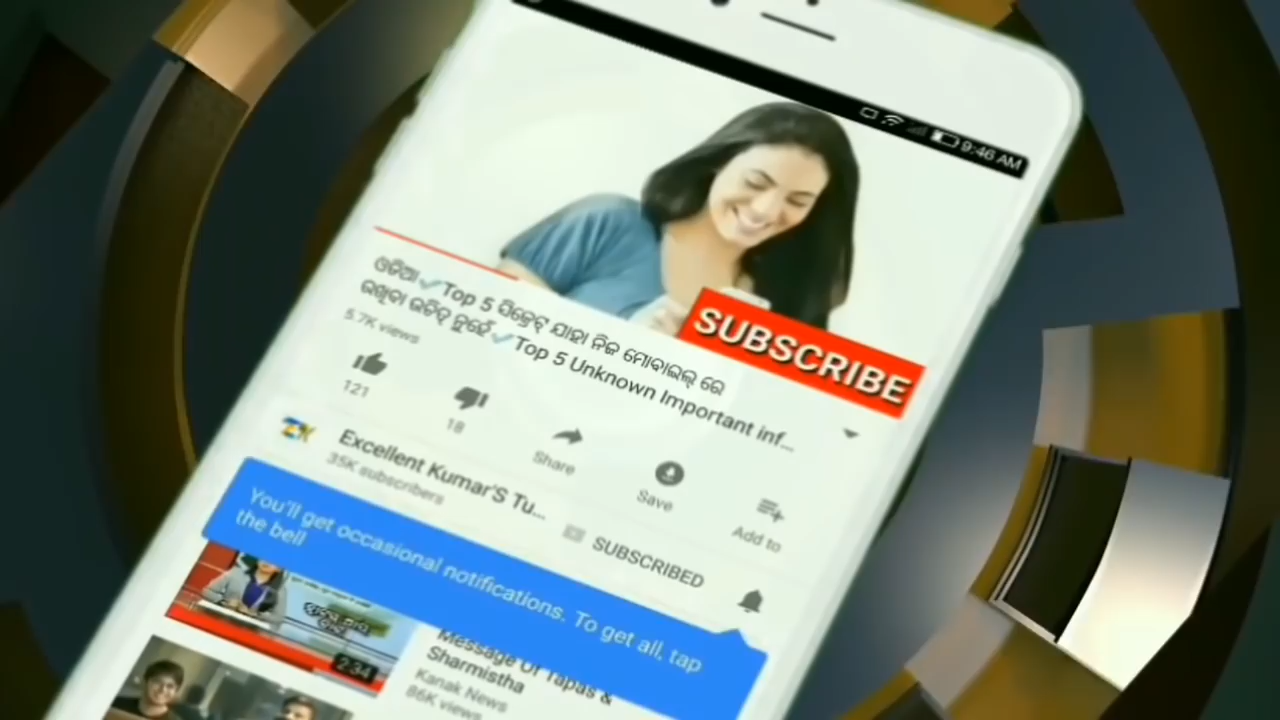 9:46 AM
SUBSCRIBE
ଓଡିଆ ✓Top 5 ସିକ୍ରେଟ୍ ଯାହା ନିଜ ମୋବାଇଲ୍ ରେ
ରଖିବା ଉଚିତ୍ ନୁହେଁ ✓Top 5 Unknown Important inf...
5.7K views
121
18
Share
Save
Add to
Excellent Kumar'S Tu...
35K subscribers
SUBSCRIBED
You'll get occasional notifications. To get all, tap
the bell
2:34
Message Of Tapas &
Sharmistha
Kanak News
86K views